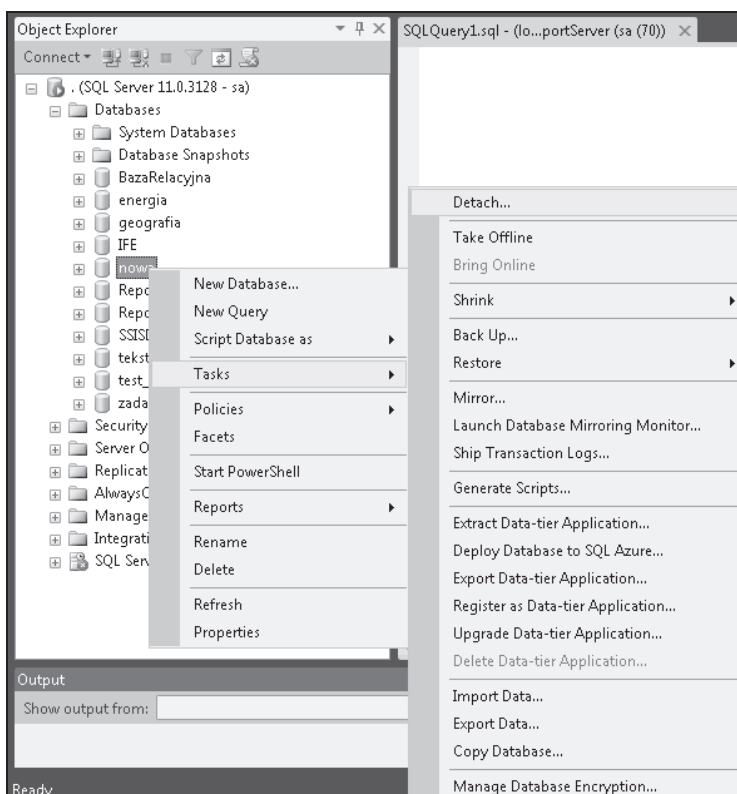 Object Explorer
Connect
. (SQL Server 11.0.3128 - sa)
Databases
System Databases
Database Snapshots
BazaRelacyjna
energia
geografia
IFE
nowa
Repo
Repo
SSISD
tekst
test_
zada
Security
Server O
Replicat
AlwaysO
Manage
Integrati
SQL Serv
SQLQuery1.sql - (lo...portServer (sa (70))
New Database...
New Query
Script Database as
Tasks
Policies
Facets
Start PowerShell
Reports
Rename
Delete
Refresh
Properties
Detach...
Take Offline
Bring Online
Shrink
Back Up...
Restore
Mirror...
Launch Database Mirroring Monitor...
Ship Transaction Logs...
Generate Scripts...
Extract Data-tier Application...
Deploy Database to SQL Azure...
Export Data-tier Application...
Register as Data-tier Application...
Upgrade Data-tier Application...
Delete Data-tier Application...
Import Data...
Export Data...
Copy Database...
Manage Database Encryption...
Output
Show output from:
Ready